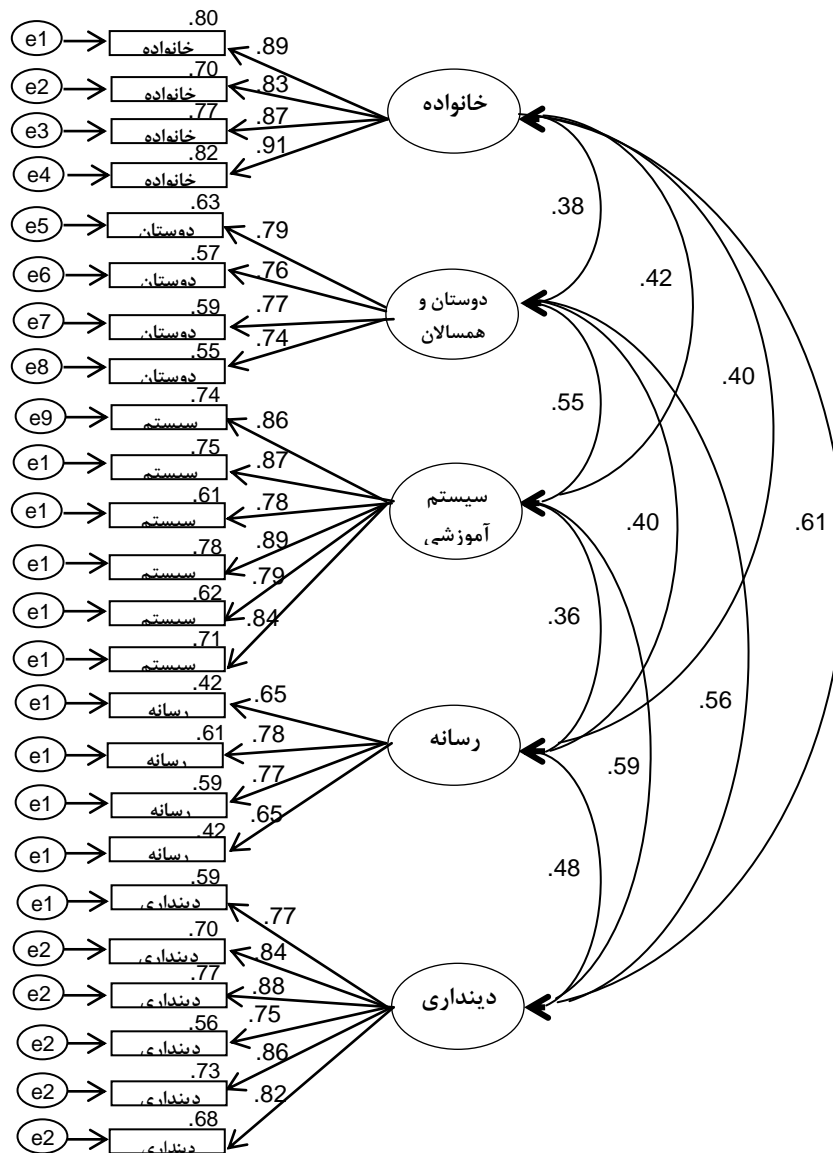 .80
e1 خانواده .89
.70
e2 خانواده .83
خانواده
.77
e3 خانواده .87
.82
e4 خانواده .91
.38
.42
.40
.61
.63
e5 دوستان .79
.57
e6 دوستان .76
دوستان و
همسالان
.59
e7 دوستان .77
.55
e8 دوستان .74
.55
.40
.56
.74
e9 سیستم .86
.75
e1 سیستم .87
.61
e1 سیستم .78
سیستم
آموزشی
.78
e1 سیستم .89
.62
e1 سیستم .79
.71
e1 سیستم .84
.36
.59
.42
e1 رسانه .65
.61
e1 رسانه .78
رسانه
.59
e1 رسانه .77
.42
e1 رسانه .65
.48
.59
e1 دینداری .77
.70
e2 دینداری .84
.77
e2 دینداری .88
دینداری
.56
e2 دینداری .75
.73
e2 دینداری .86
.68
e2 دینداری .82